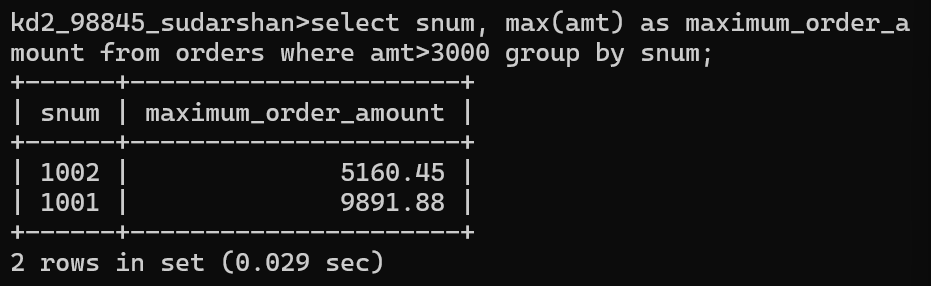 kd2_98845_sudarshan>select snum, max(amt) as maximum_order_a
mount from orders where amt>3000 group by snum;
+------+----------------------+
| snum | maximum_order_amount |
+------+----------------------+
| 1002 |              5160.45 |
| 1001 |              9891.88 |
+------+----------------------+
2 rows in set (0.029 sec)